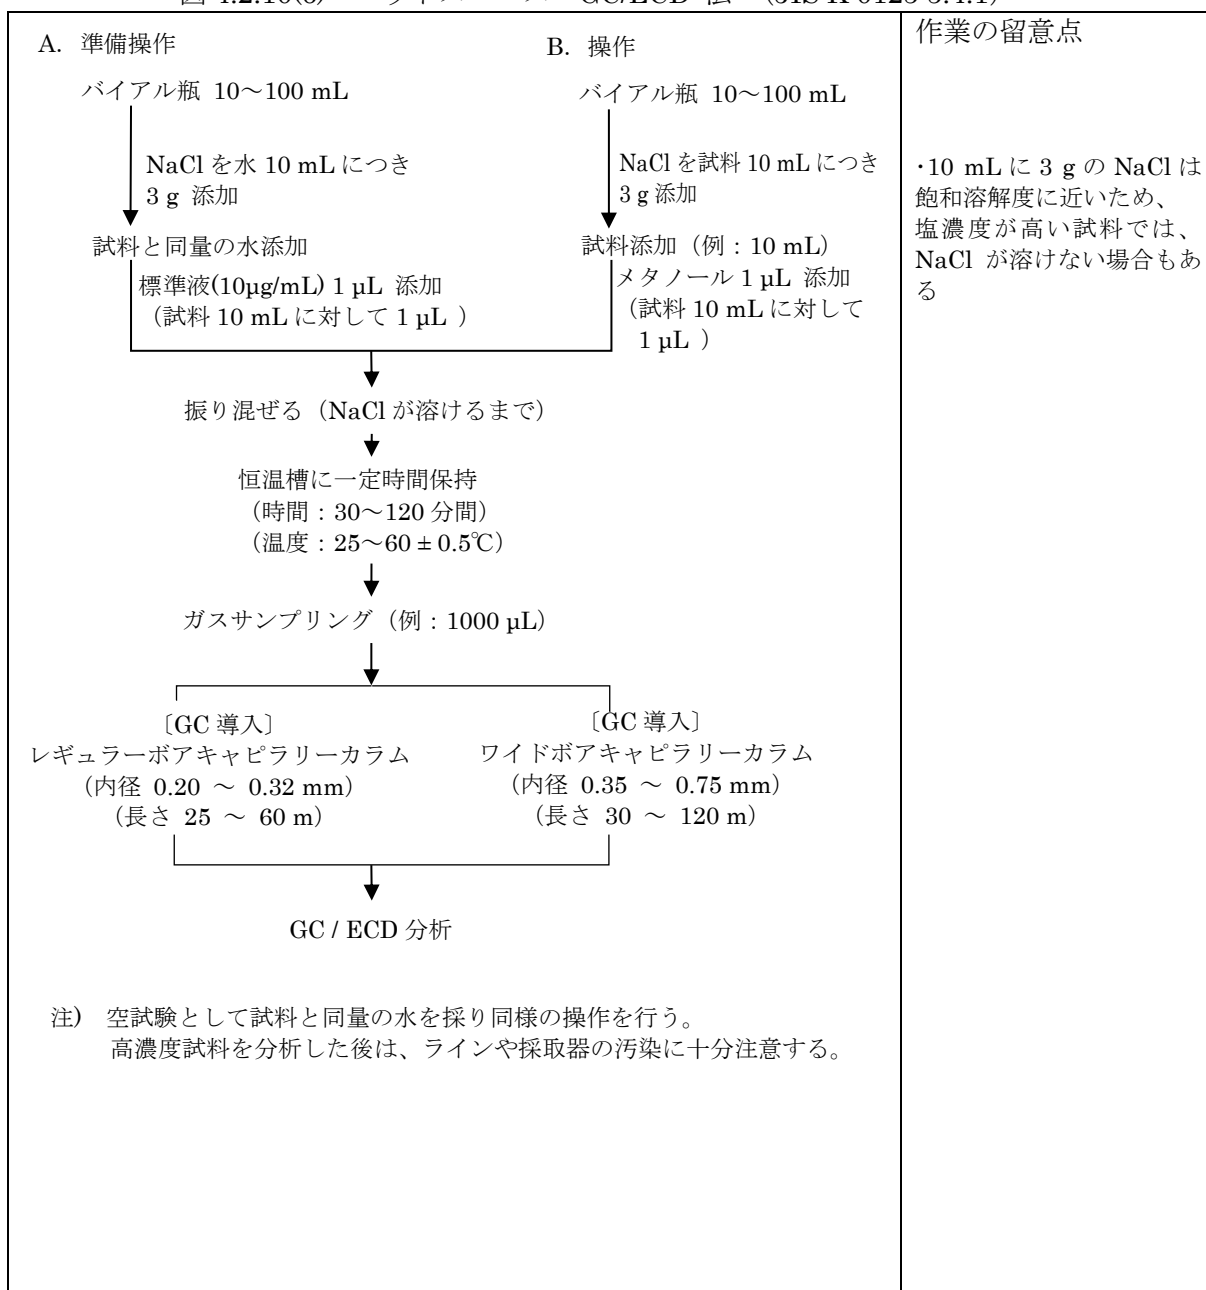 A. 準備操作
バイアル瓶 10～100 mL
NaCl を水 10 mL につき
3 g 添加
試料と同量の水添加
標準液(10µg/mL) 1 µL 添加
（試料 10 mL に対して 1 µL ）
B. 操作
バイアル瓶 10～100 mL
NaCl を試料 10 mL につき
3 g 添加
試料添加（例：10 mL）
メタノール 1 µL 添加
（試料 10 mL に対して
1 µL ）
振り混ぜる（NaCl が溶けるまで）
恒温槽に一定時間保持
（時間：30～120 分間）
（温度：25～60 ± 0.5℃）
ガスサンプリング（例：1000 µL）
〔GC 導入〕
レギュラーボアキャピラリーカラム
（内径 0.20 ～ 0.32 mm）
（長さ 25 ～ 60 m）
〔GC 導入〕
ワイドボアキャピラリーカラム
（内径 0.35 ～ 0.75 mm）
（長さ 30 ～ 120 m）
GC / ECD 分析
注) 空試験として試料と同量の水を採り同様の操作を行う。
高濃度試料を分析した後は、ラインや採取器の汚染に十分注意する。
作業の留意点
・10 mL に 3 g の NaCl は
飽和溶解度に近いため、
塩濃度が高い試料では、
NaCl が溶けない場合もあ
る